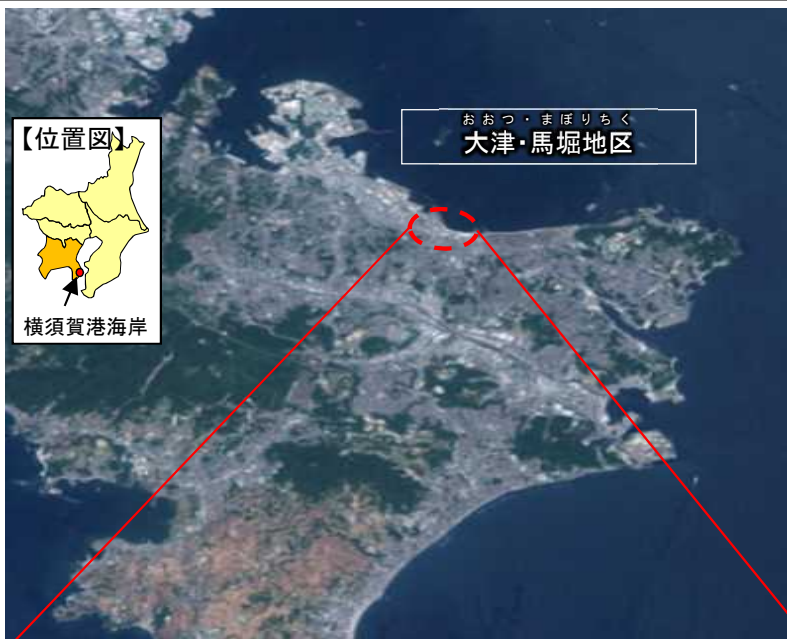 おおつ・まぼりちく
大津・馬堀地区
【位置図】
横須賀港海岸